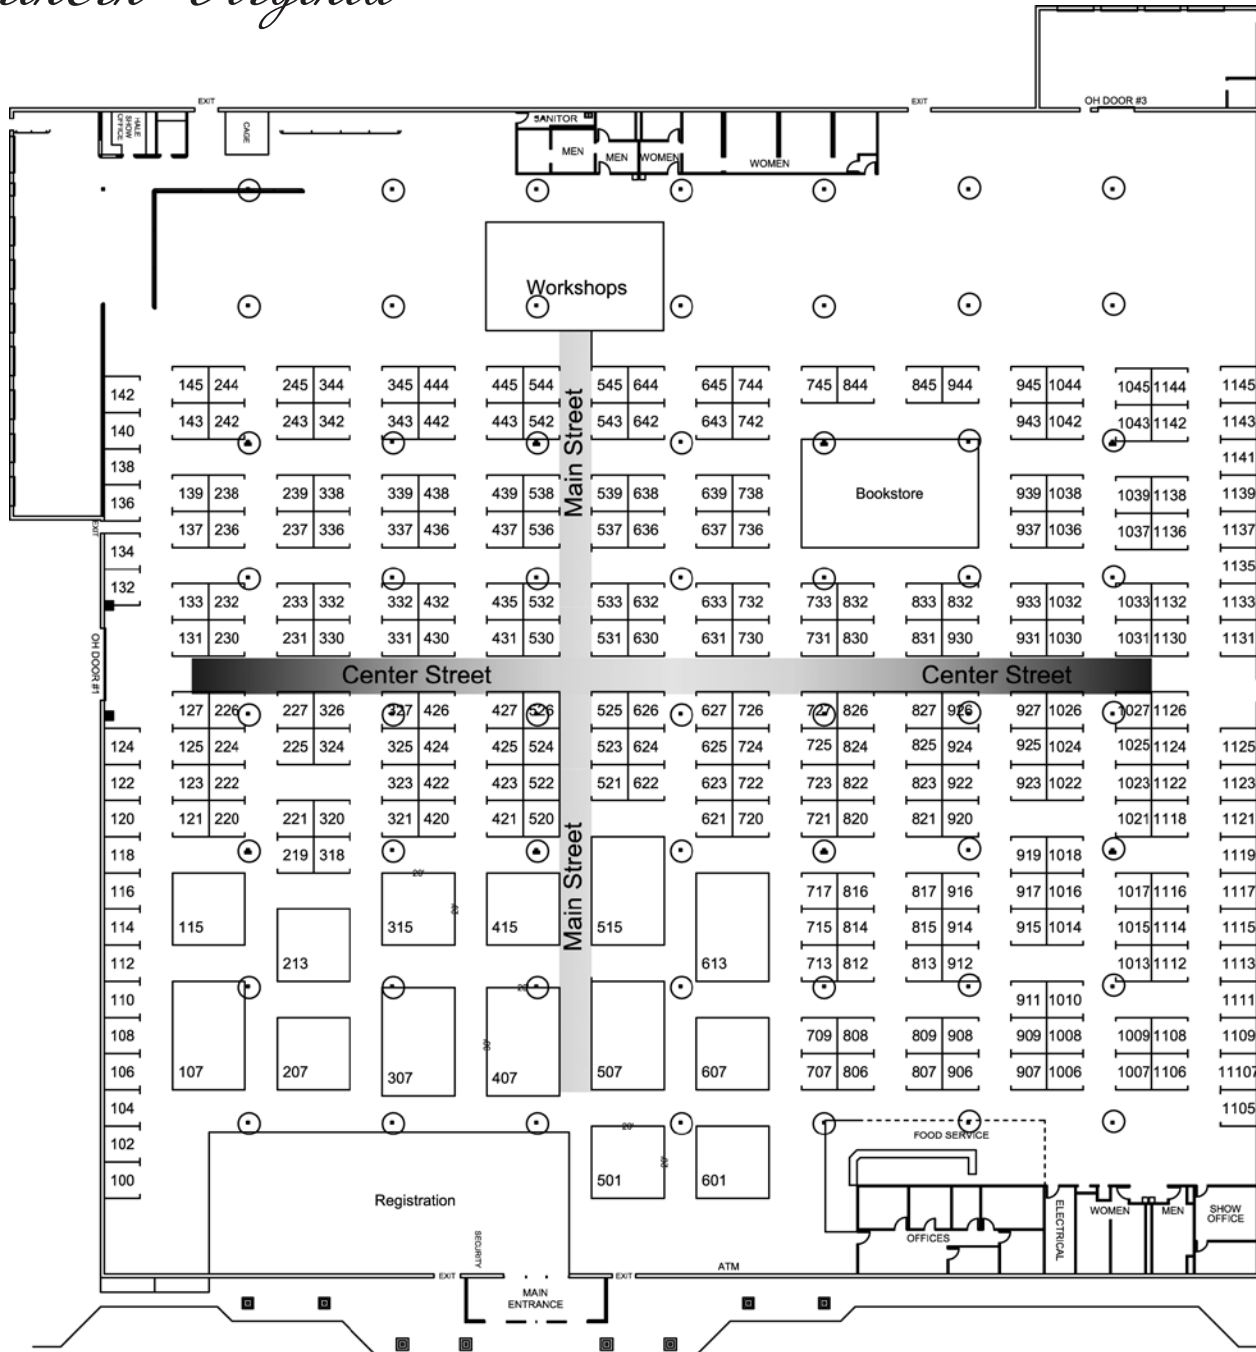 Virginia
OH DOOR #3
EXIT
EXIT
HALE SHOW OFFICE
CAGE
SANITOR
MEN
MEN
WOMEN
WOMEN
Workshops
142
145 244 245 344 345 444 445 544 545 644 645 744 745 844 845 944 945 1044 1045 1144 1145
140
143 242 243 342 343 442 443 542 543 642 643 742 943 1042 1043 1142 1143
Main Street
138
1141
136
139 238 239 338 339 438 439 538 539 638 639 738 Bookstore 939 1038 1039 1138 1139
137 236 237 336 337 436 437 536 537 636 637 736 937 1036 1037 1136 1137
EXIT
134
1135
132
133 232 233 332 332 432 435 532 533 632 633 732 733 832 833 832 933 1032 1033 1132 1133
131 230 231 330 331 430 431 530 531 630 631 730 731 830 831 930 931 1030 1031 1130 1131
OH DOOR #1
Center Street
Center Street
127 226 227 326 327 426 427 526 525 626 627 726 727 826 827 926 927 1026 1027 1126
124 125 224 225 324 325 424 425 524 523 624 625 724 725 824 825 924 925 1024 1025 1124 1125
122 123 222 323 422 423 522 521 622 623 722 723 822 823 922 923 1022 1023 1122 1123
120 121 220 221 320 321 420 421 520 621 720 721 820 821 920 1021 1118 1121
Main Street
118 219 318 919 1018 1119
20'
116 717 816 817 916 917 1016 1017 1116 1117
114 115 315 415 515 715 814 815 914 915 1014 1015 1114 1115
112 213 613 713 812 813 912 1013 1112 1113
110 911 1010 1111
108 709 808 809 908 909 1008 1009 1108 1109
106 107 207 307 407 507 607 707 806 807 906 907 1006 1007 1106 11107
104 1105
102
20'
FOOD SERVICE
100 501 601
Registration
SECURITY
OFFICES
ELECTRICAL
WOMEN
MEN
SHOW OFFICE
ATM
EXIT
EXIT
MAIN ENTRANCE